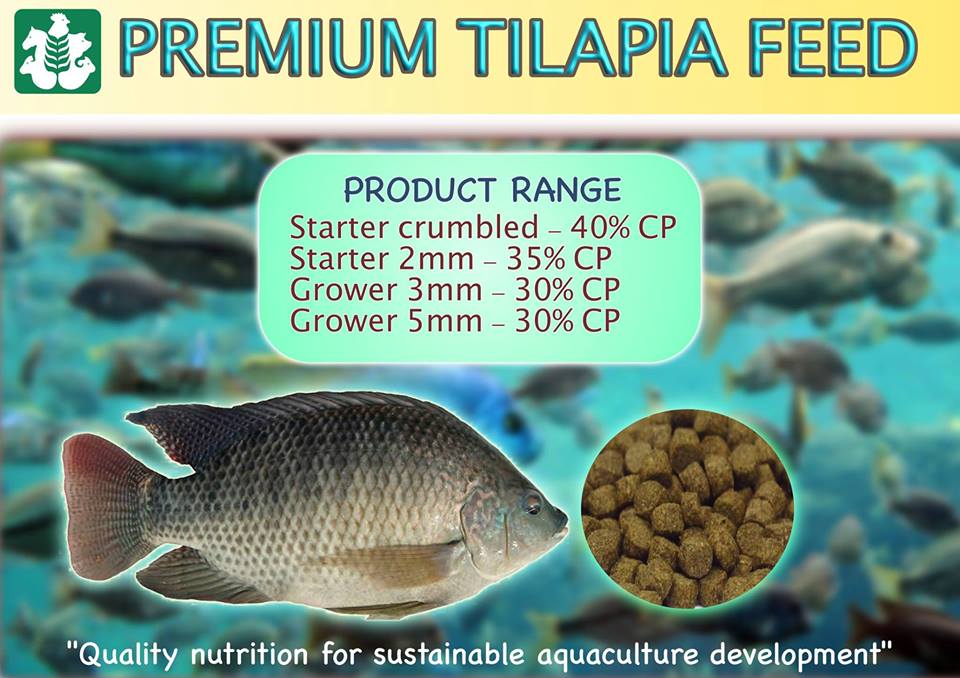 PREMIUM TILAPIA FEED
PRODUCT RANGE
Starter crumbled – 40% CP
Starter 2mm – 35% CP
Grower 3mm – 30% CP
Grower 5mm – 30% CP
"Quality nutrition for sustainable aquaculture development"